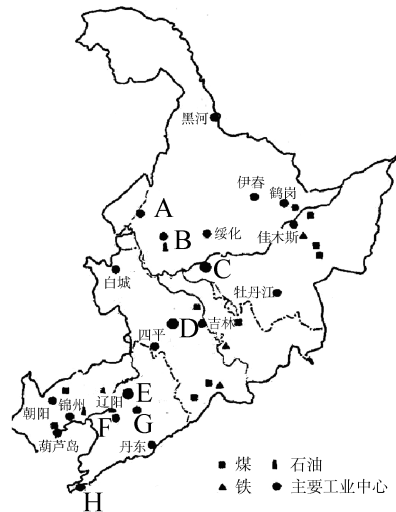 黑河
伊春
鹤岗
A
B
绥化
佳木斯
C
白城
牡丹江
D
吉林
四平
E
朝阳
锦州
辽阳
F
G
葫芦岛
丹东
H
煤
石油
铁
主要工业中心